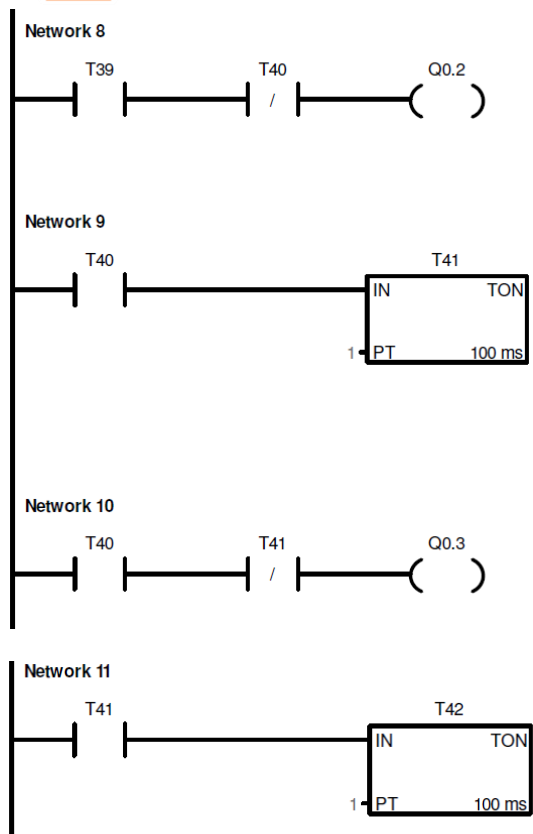 Network 8
T39 T40 Q0.2
/
Network 9
T40 T41
IN TON
1 PT 100 ms
Network 10
T40 T41 Q0.3
/
Network 11
T41 T42
IN TON
1 PT 100 ms